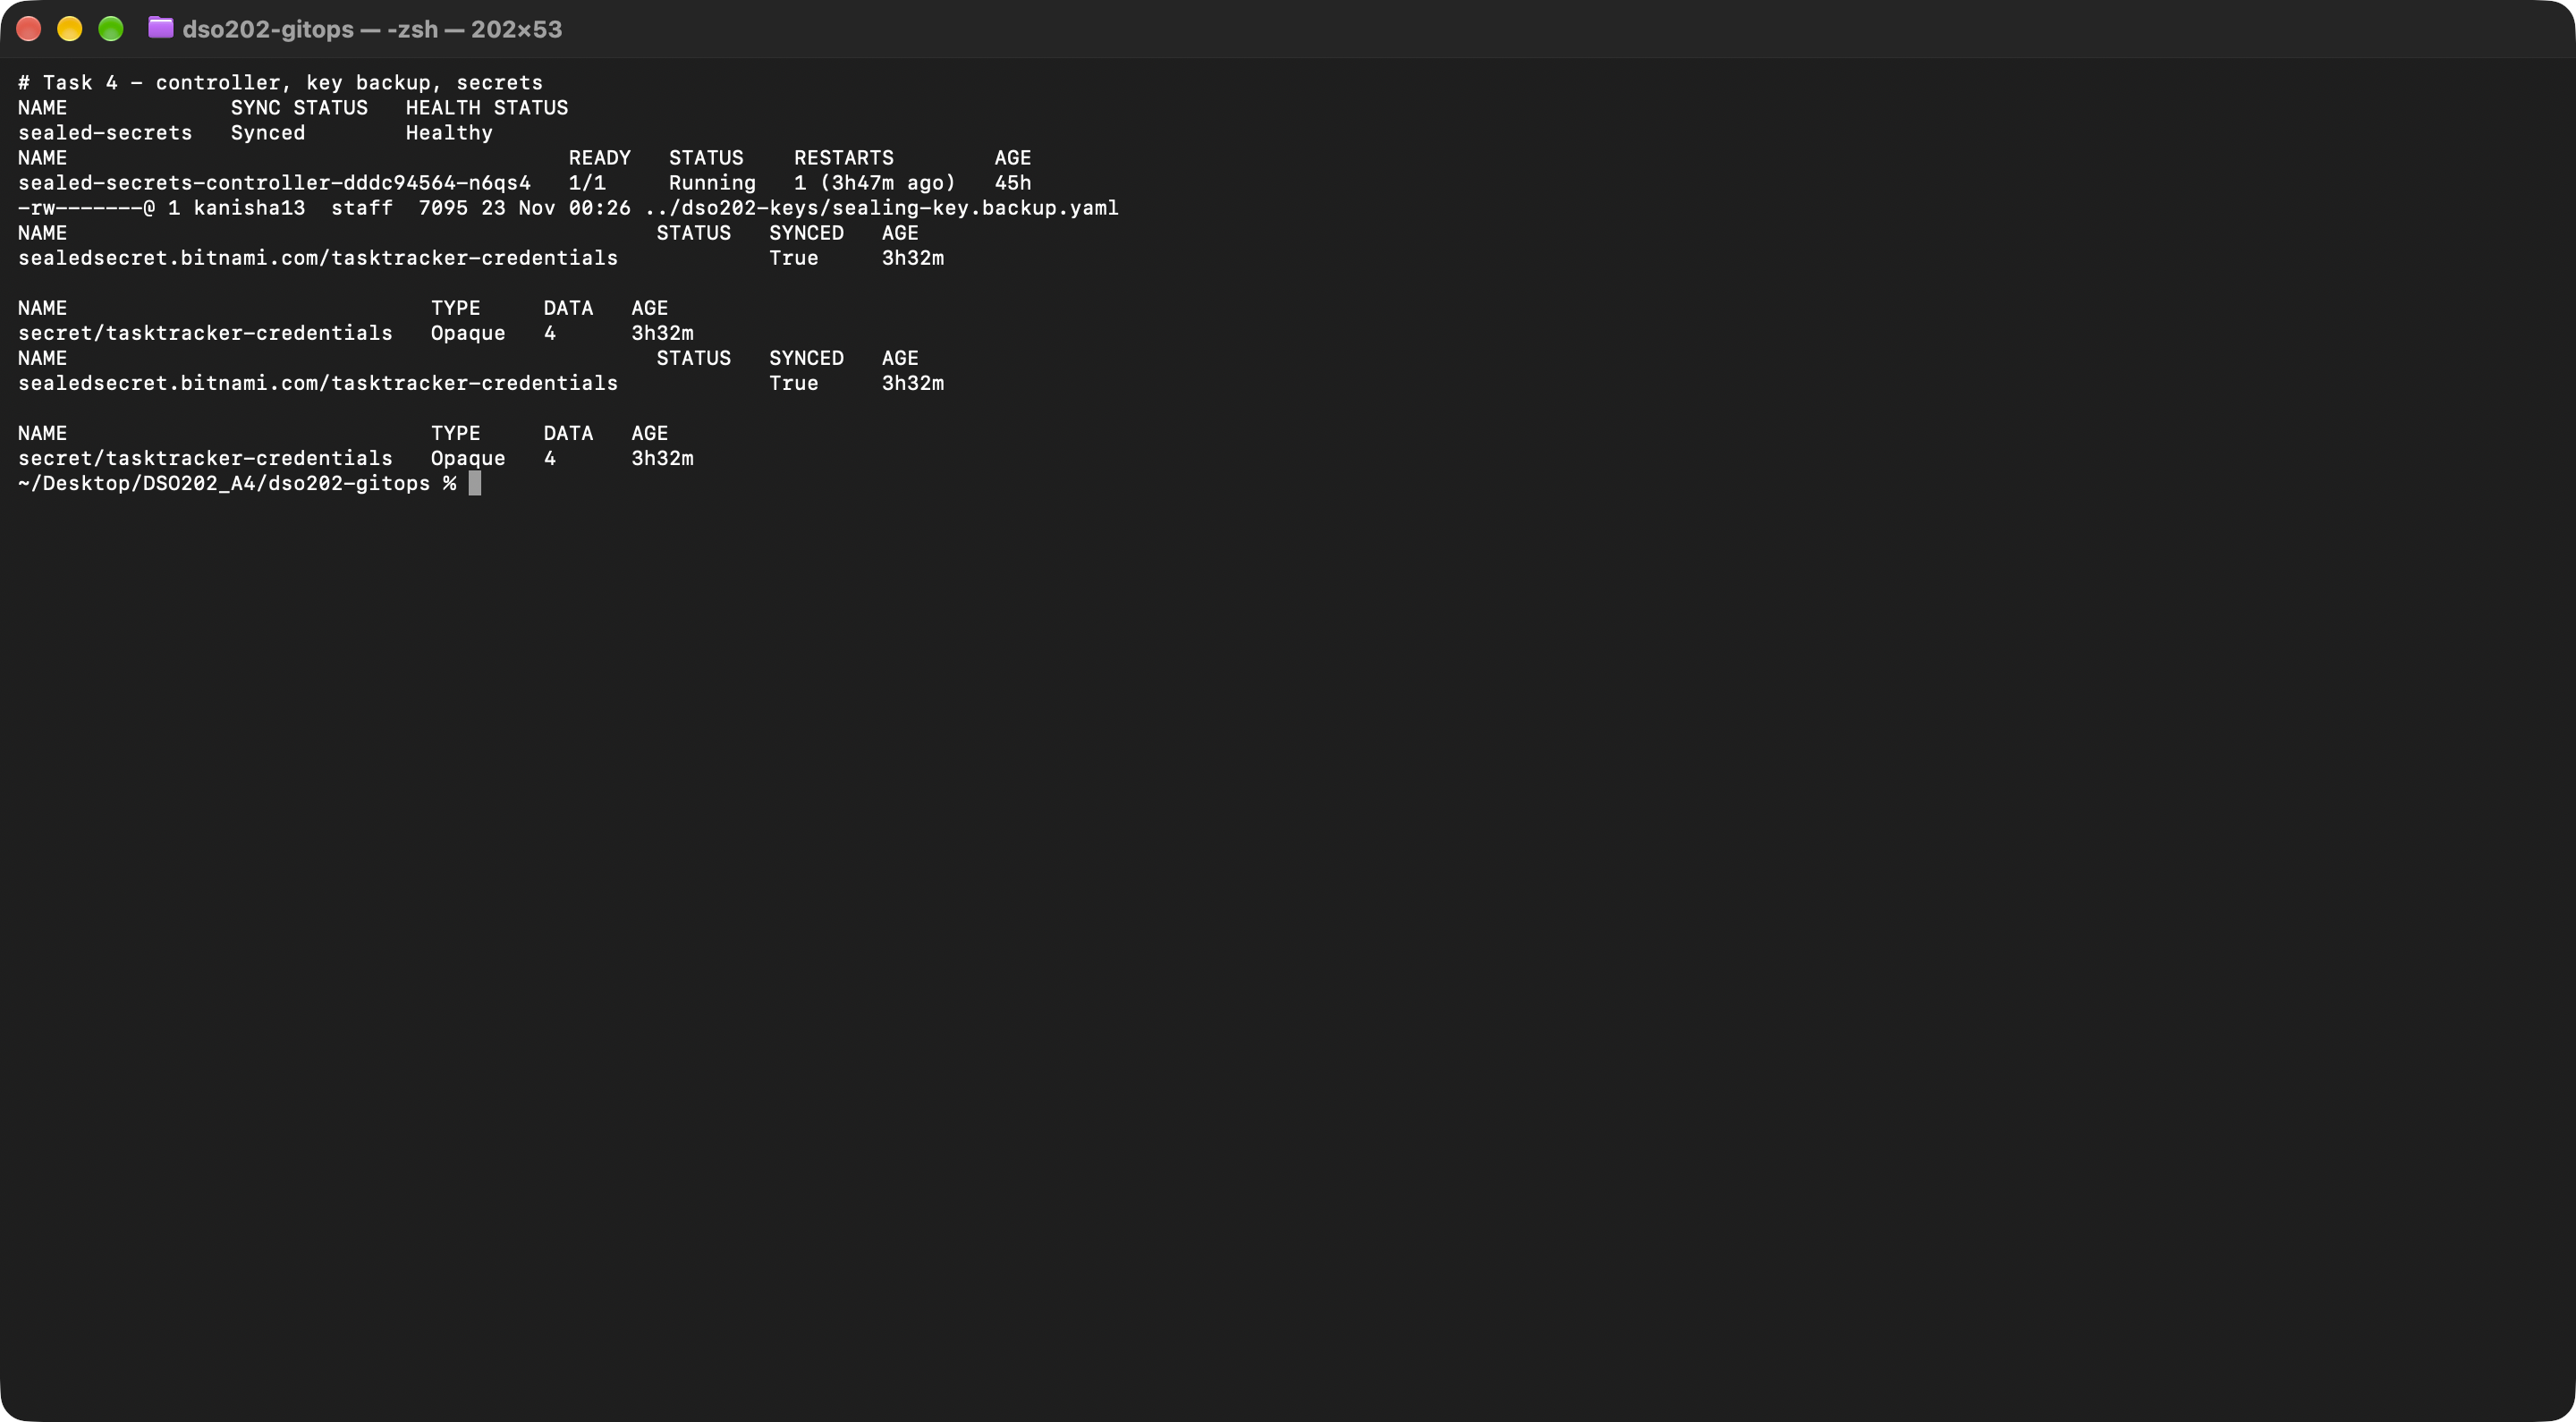 dso202-gitops — -zsh — 202×53
# Task 4 - controller, key backup, secrets
NAME             SYNC STATUS   HEALTH STATUS
sealed-secrets   Synced        Healthy
NAME                                        READY   STATUS    RESTARTS        AGE
sealed-secrets-controller-dddc94564-n6qs4   1/1     Running   1 (3h47m ago)   45h
-rw-------@ 1 kanisha13  staff  7095 23 Nov 00:26 ../dso202-keys/sealing-key.backup.yaml
NAME                                               STATUS   SYNCED   AGE
sealedsecret.bitnami.com/tasktracker-credentials            True     3h32m
NAME                             TYPE     DATA   AGE
secret/tasktracker-credentials   Opaque   4      3h32m
NAME                                               STATUS   SYNCED   AGE
sealedsecret.bitnami.com/tasktracker-credentials            True     3h32m
NAME                             TYPE     DATA   AGE
secret/tasktracker-credentials   Opaque   4      3h32m
~/Desktop/DSO202_A4/dso202-gitops %